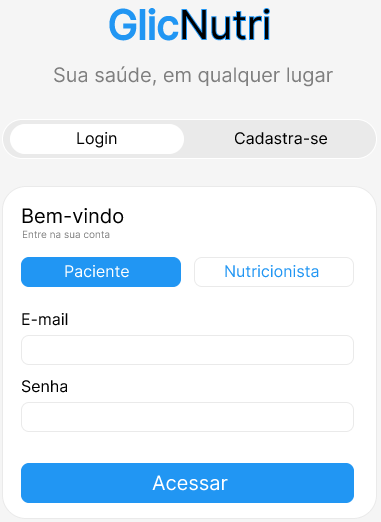 GlicNutri
Sua saúde, em qualquer lugar
Login Cadastra-se
Bem-vindo
Entre na sua conta
Paciente Nutricionista
E-mail
Senha
Acessar